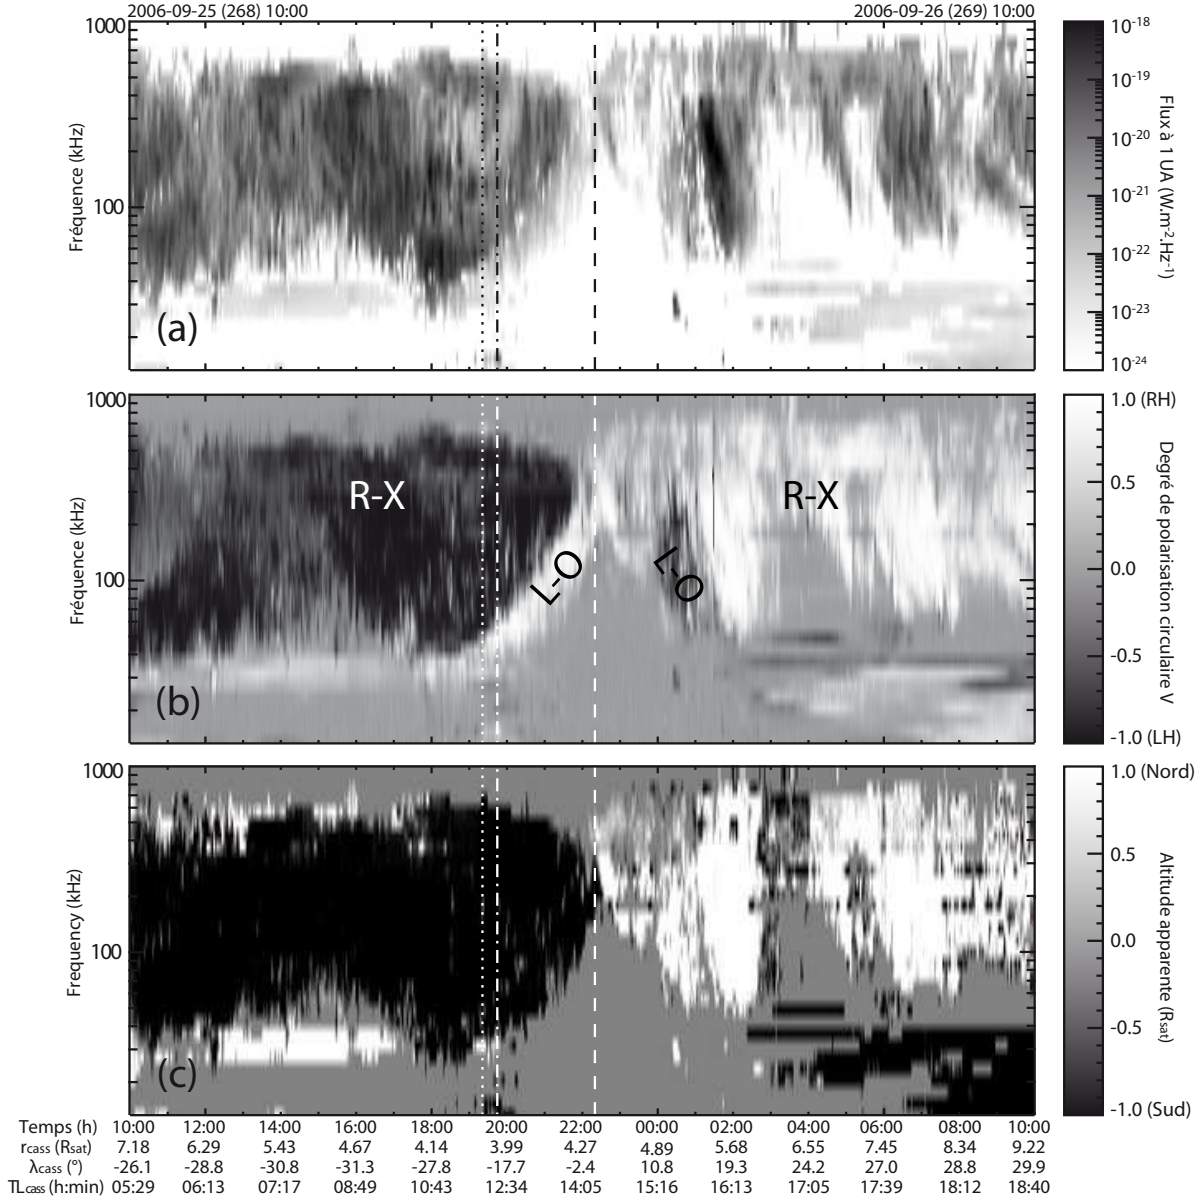 2006-09-25 (268) 10:00 2006-09-26 (269) 10:00
1000
100
Fréquence (kHz)
(a)
10-18
10-19
10-20
10-21
10-22
10-23
10-24
Flux à 1 UA (W.m-2.Hz-1)
1000
100
Fréquence (kHz)
R-X R-X
L-O L-O
(b)
1.0 (RH)
0.5
0.0
-0.5
-1.0 (LH)
Degré de polarisation circulaire V
1000
100
Frequency (kHz)
(c)
1.0 (Nord)
0.5
0.0
-0.5
-1.0 (Sud)
Altitude apparente (Rsat)
Temps (h) 10:00 12:00 14:00 16:00 18:00 20:00 22:00 00:00 02:00 04:00 06:00 08:00 10:00
rcass (Rsat) 7.18 6.29 5.43 4.67 4.14 3.99 4.27 4.89 5.68 6.55 7.45 8.34 9.22
λcass (°) -26.1 -28.8 -30.8 -31.3 -27.8 -17.7 -2.4 10.8 19.3 24.2 27.0 28.8 29.9
TLcass (h:min) 05:29 06:13 07:17 08:49 10:43 12:34 14:05 15:16 16:13 17:05 17:39 18:12 18:40